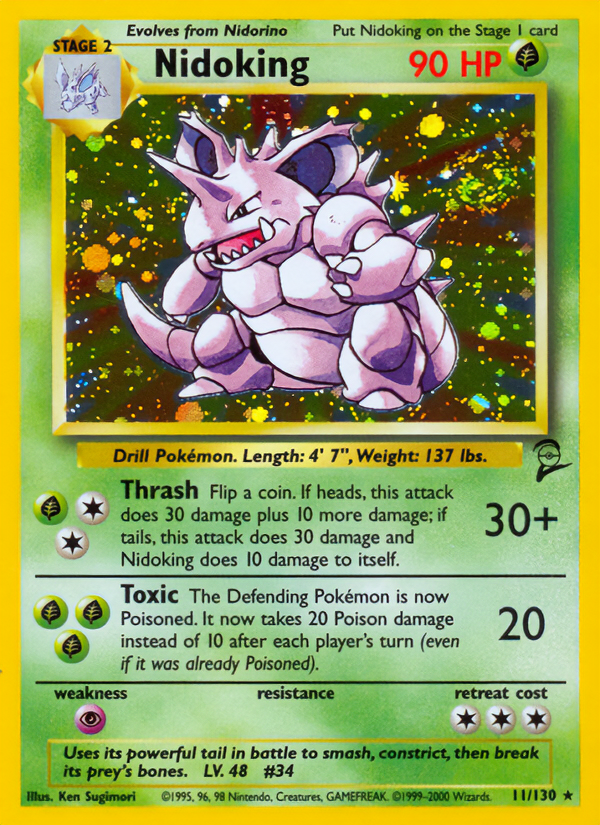 Evolves from Nidorino Put Nidoking on the Stage 1 card
STAGE 2
Nidoking 90 HP
Drill Pokémon. Length: 4' 7", Weight: 137 lbs.
Thrash Flip a coin. If heads, this attack
does 30 damage plus 10 more damage; if
tails, this attack does 30 damage and
Nidoking does 10 damage to itself.
30+
Toxic The Defending Pokémon is now
Poisoned. It now takes 20 Poison damage
instead of 10 after each player's turn (even
if it was already Poisoned).
20
weakness resistance retreat cost
Uses its powerful tail in battle to smash, constrict, then break
its prey's bones. LV. 48 #34
Illus. Ken Sugimori ©1995, 96, 98 Nintendo, Creatures, GAMEFREAK. ©1999-2000 Wizards. 11/130 ★